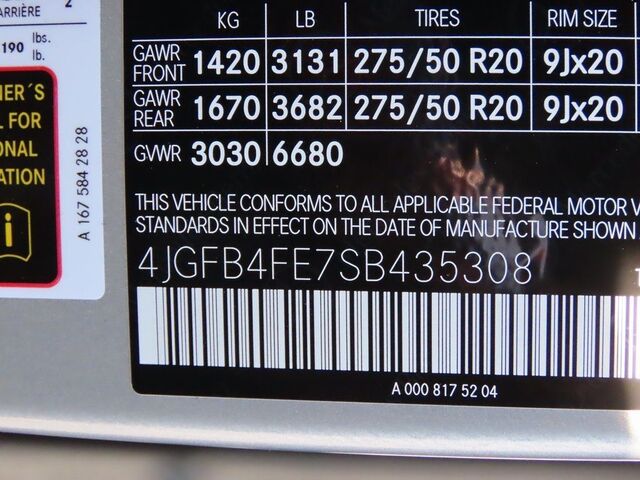 ARRIÈRE 2
190 lbs.
lb.
NER´S
L FOR
ONAL
ATION
i
A 167 584 28 28
KG LB TIRES RIM SIZE
GAWR FRONT 1420 3131 275/50 R20 9Jx20
GAWR REAR 1670 3682 275/50 R20 9Jx20
GVWR 3030 6680
THIS VEHICLE CONFORMS TO ALL APPLICABLE FEDERAL MOTOR V
STANDARDS IN EFFECT ON THE DATE OF MANUFACTURE SHOWN
4JGFB4FE7SB435308
A 000 817 52 04